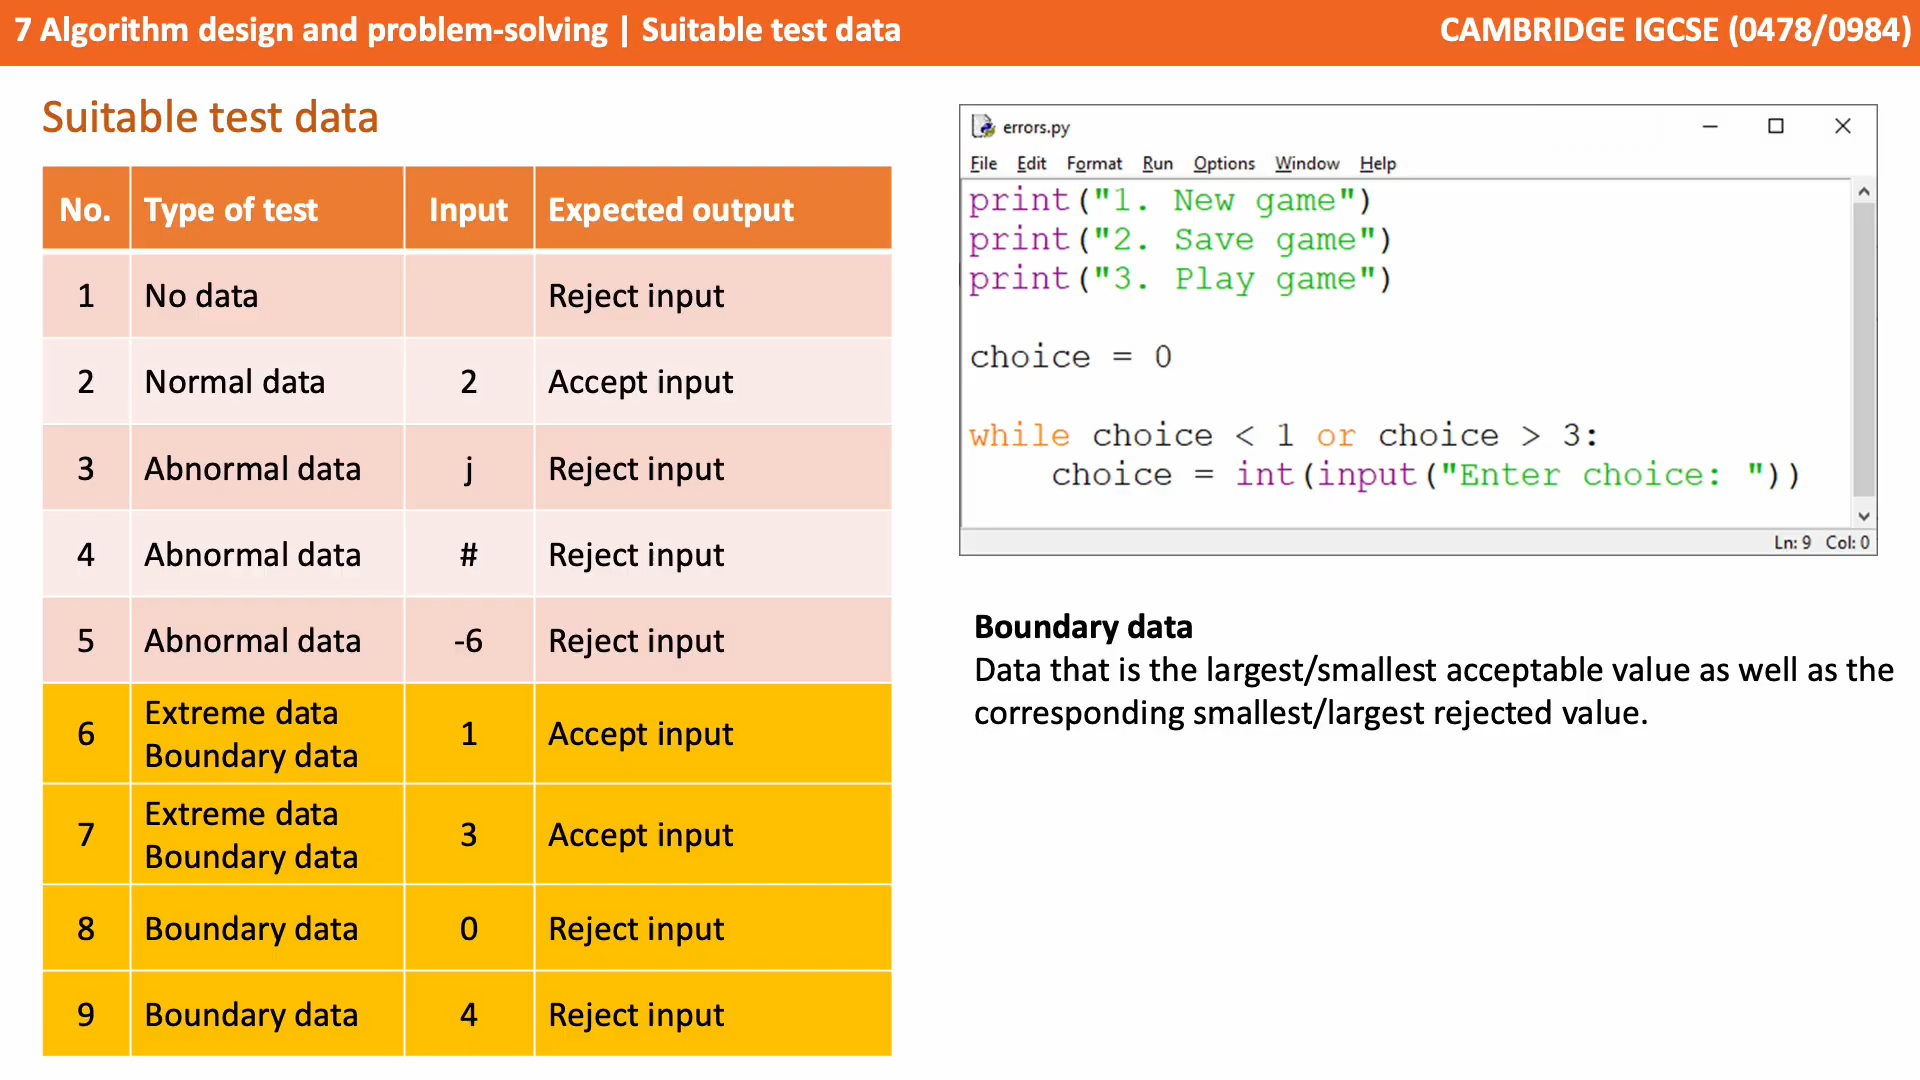 7 Algorithm design and problem-solving | Suitable test data
CAMBRIDGE IGCSE (0478/0984)
Suitable test data
No. Type of test Input Expected output
1 No data Reject input
2 Normal data 2 Accept input
3 Abnormal data j Reject input
4 Abnormal data # Reject input
5 Abnormal data -6 Reject input
6 Extreme data Boundary data 1 Accept input
7 Extreme data Boundary data 3 Accept input
8 Boundary data 0 Reject input
9 Boundary data 4 Reject input
errors.py
File Edit Format Run Options Window Help
print("1. New game")
print("2. Save game")
print("3. Play game")
choice = 0
while choice < 1 or choice > 3:
    choice = int(input("Enter choice: "))
Ln: 9 Col: 0
Boundary data
Data that is the largest/smallest acceptable value as well as the
corresponding smallest/largest rejected value.